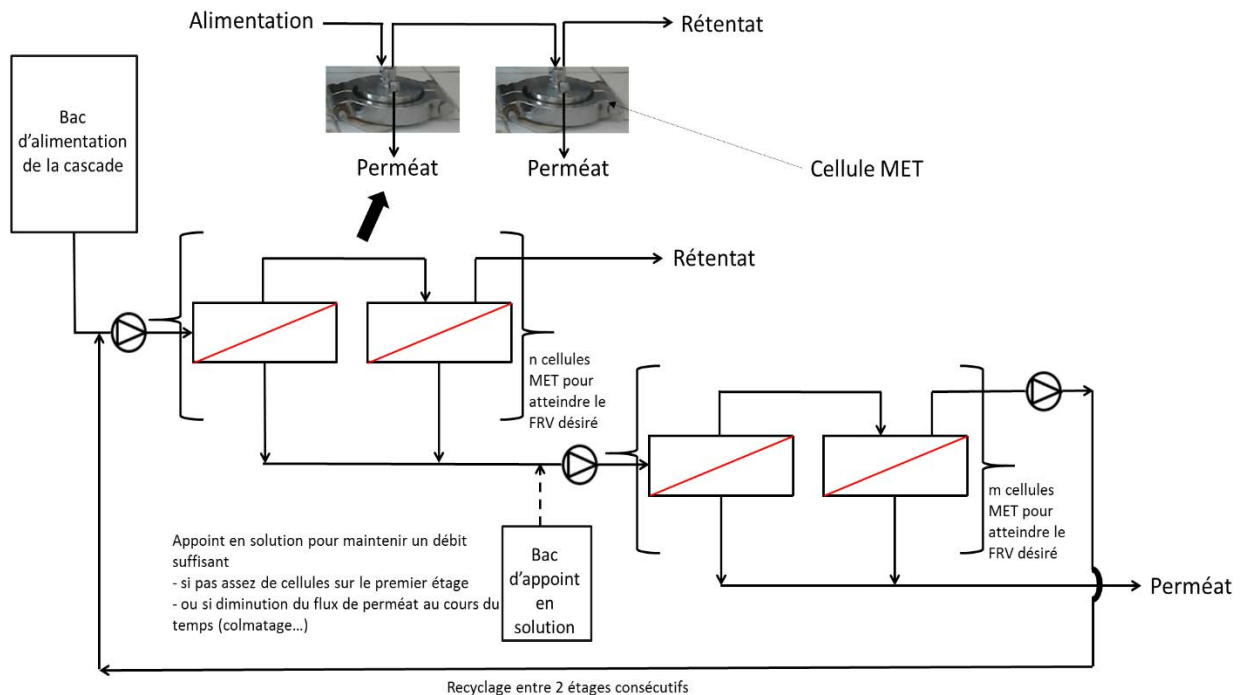 Alimentation
Rétentat
Bac
d’alimentation
de la cascade
Perméat
Perméat
Cellule MET
Rétentat
n cellules
MET pour
atteindre le
FRV désiré
m cellules
MET pour
atteindre le
FRV désiré
Appoint en solution pour maintenir un débit
suffisant
- si pas assez de cellules sur le premier étage
- ou si diminution du flux de perméat au cours du
temps (colmatage…)
Bac
d’appoint
en
solution
Perméat
Recyclage entre 2 étages consécutifs